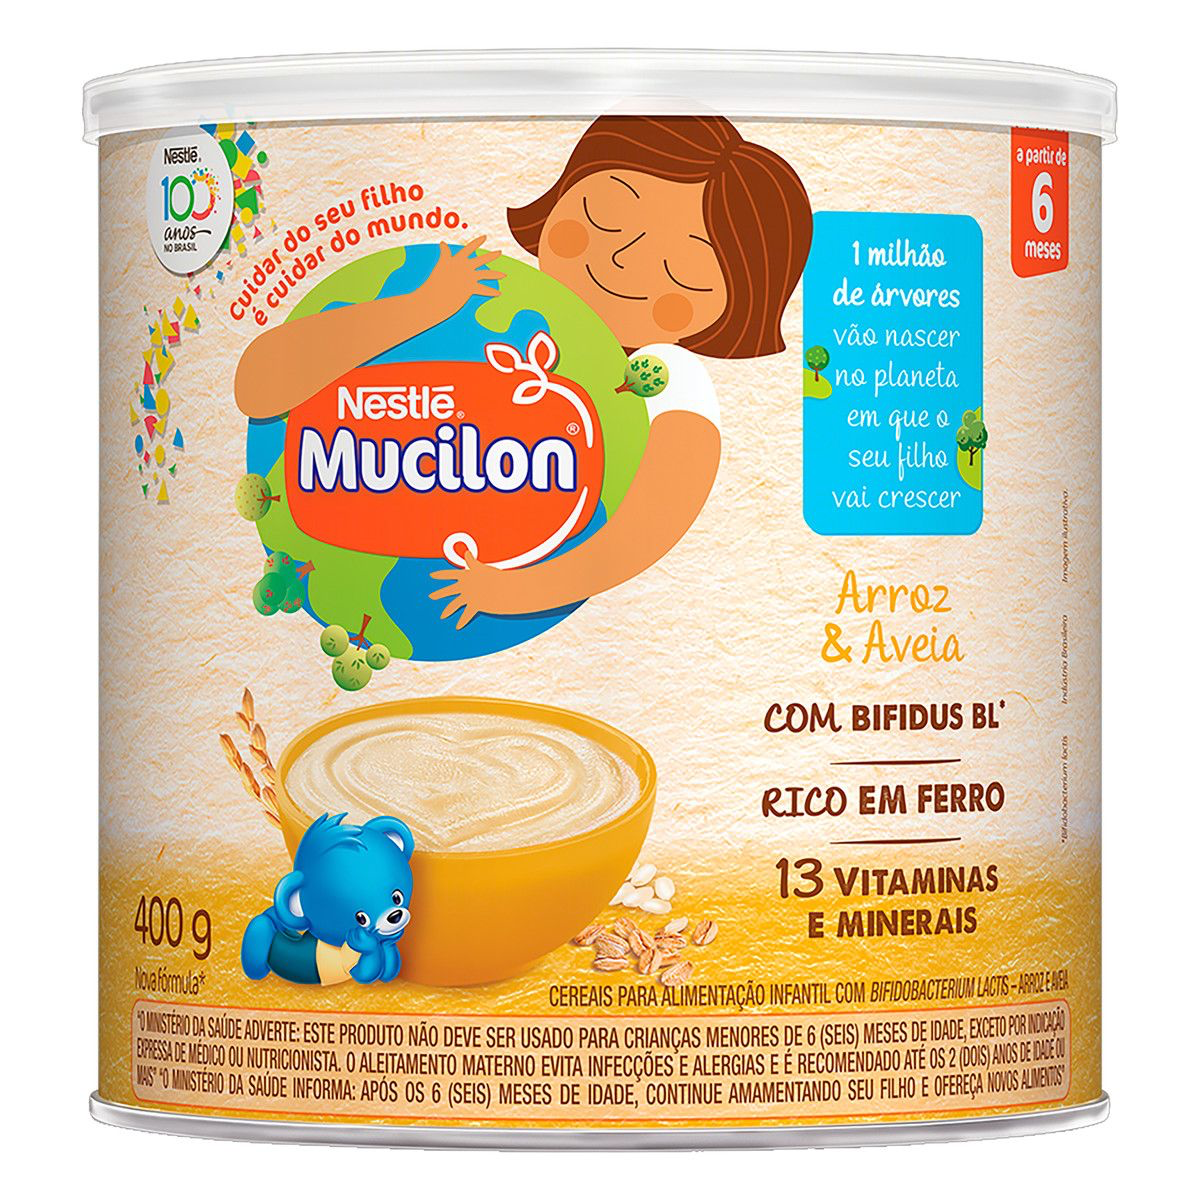 Nestlé
100
anos
NO BRASIL
cuidar do seu filho
é cuidar do mundo.
a partir de
6
meses
1 milhão
de árvores
vão nascer
no planeta
em que o
seu filho
vai crescer
Nestlé®
Mucilon®
Arroz
& Aveia
COM BIFIDUS BL*
RICO EM FERRO
13 VITAMINAS
E MINERAIS
400 g
Nova fórmula*
CEREAIS PARA ALIMENTAÇÃO INFANTIL COM BIFIDOBACTERIUM LACTIS – ARROZ E AVEIA
"O MINISTÉRIO DA SAÚDE ADVERTE: ESTE PRODUTO NÃO DEVE SER USADO PARA CRIANÇAS MENORES DE 6 (SEIS) MESES DE IDADE, EXCETO POR INDICAÇÃO
EXPRESSA DE MÉDICO OU NUTRICIONISTA. O ALEITAMENTO MATERNO EVITA INFECÇÕES E ALERGIAS E É RECOMENDADO ATÉ OS 2 (DOIS) ANOS DE IDADE OU
MAIS" "O MINISTÉRIO DA SAÚDE INFORMA: APÓS OS 6 (SEIS) MESES DE IDADE, CONTINUE AMAMENTANDO SEU FILHO E OFEREÇA NOVOS ALIMENTOS"
*Bifidobacterium lactis
Indústria Brasileira
Imagem ilustrativa.